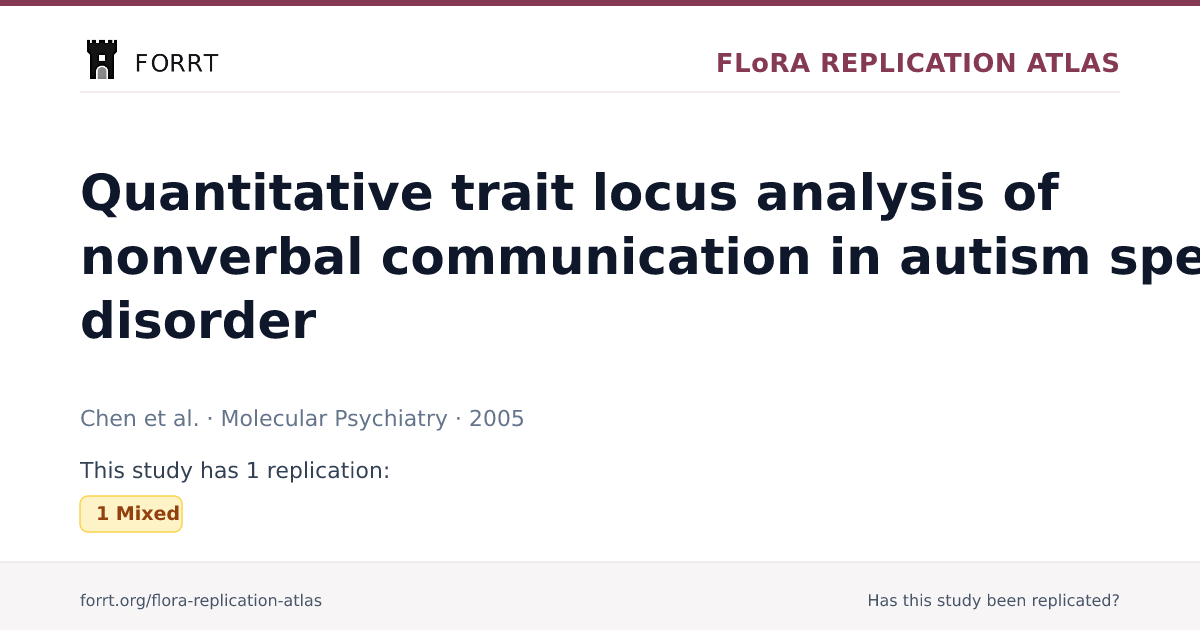 FORRT
FLoRA REPLICATION ATLAS
Quantitative trait locus analysis of
nonverbal communication in autism spe
disorder
Chen et al. · Molecular Psychiatry · 2005
This study has 1 replication:
1 Mixed
forrt.org/flora-replication-atlas
Has this study been replicated?